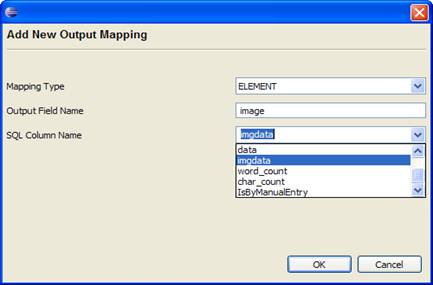 Add New Output Mapping
Mapping Type ELEMENT
Output Field Name image
SQL Column Name imgdata
data
imgdata
word_count
char_count
IsByManualEntry
OK Cancel